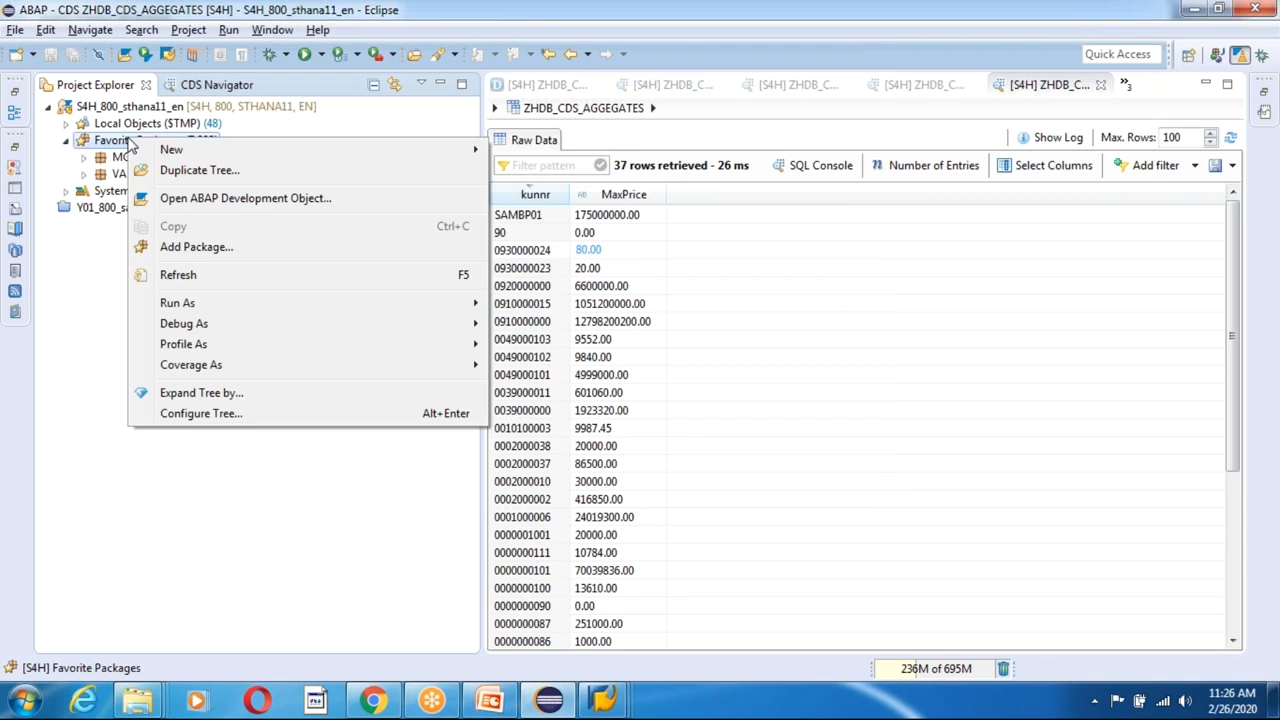 ABAP - CDS ZHDB_CDS_AGGEGATES [S4H] - S4H_800_sthana11_en - Eclipse
File Edit Navigate Search Project Run Window Help
Quick Access
Project Explorer CDS Navigator
[S4H] ZHDB_C... [S4H] ZHDB_C... [S4H] ZHDB_C... [S4H] ZHDB_C... [S4H] ZHDB_C... 3
S4H_800_sthana11_en [S4H, 800, STHANA11, EN]
Local Objects ($TMP) (48)
Favorit
MO
VA
System
Y01_800_sa
New
Duplicate Tree...
Open ABAP Development Object...
Copy Ctrl+C
Add Package...
Refresh F5
Run As
Debug As
Profile As
Coverage As
Expand Tree by...
Configure Tree... Alt+Enter
ZHDB_CDS_AGGEGATES
Raw Data Show Log Max. Rows: 100
Filter pattern 37 rows retrieved - 26 ms SQL Console Number of Entries Select Columns Add filter
kunnr AB MaxPrice
SAMBP01 175000000.00
90 0.00
0930000024 80.00
0930000023 20.00
0920000000 6600000.00
0910000015 1051200000.00
0910000000 12798200200.00
0049000103 9552.00
0049000102 9840.00
0049000101 4999000.00
0039000011 601060.00
0039000000 1923320.00
0010100003 9987.45
0002000038 20000.00
0002000037 86500.00
0002000010 30000.00
0002000002 416850.00
0001000006 24019300.00
0000001001 20000.00
0000000111 10784.00
0000000101 70039836.00
0000000100 13610.00
0000000090 0.00
0000000087 251000.00
0000000086 1000.00
[S4H] Favorite Packages
236M of 695M
11:26 AM
2/26/2020